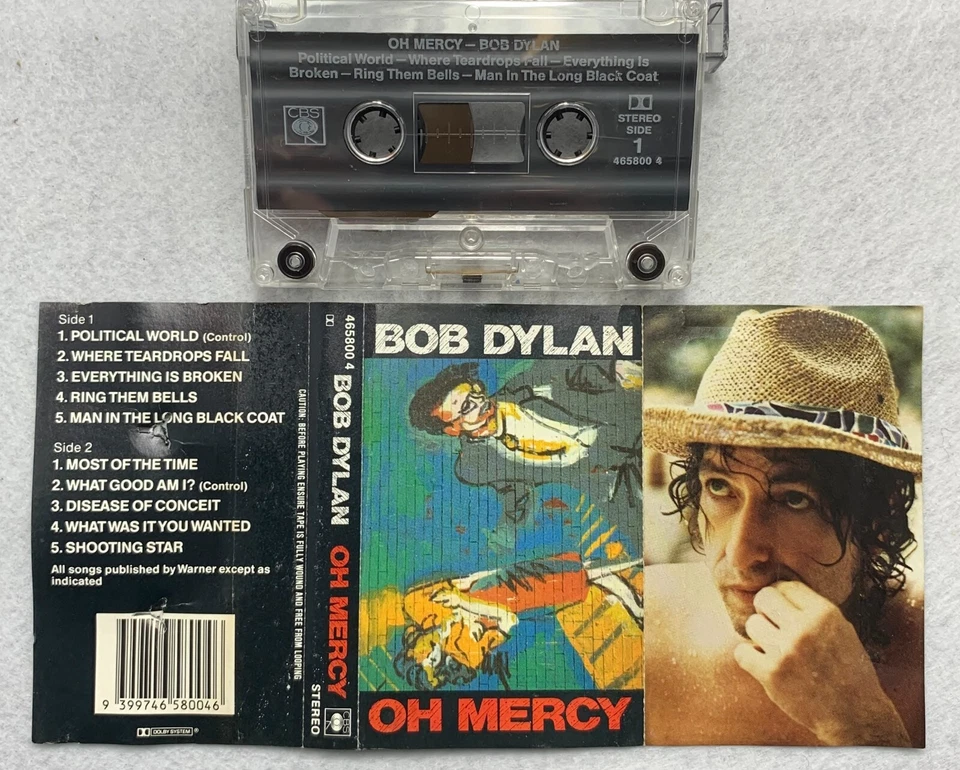 OH MERCY – BOB DYLAN
Political World – Where Teardrops Fall – Everything Is
Broken – Ring Them Bells – Man In The Long Black Coat
CBS
STEREO
SIDE
1
465800 4
Side 1
1. POLITICAL WORLD (Control)
2. WHERE TEARDROPS FALL
3. EVERYTHING IS BROKEN
4. RING THEM BELLS
5. MAN IN THE LONG BLACK COAT
Side 2
1. MOST OF THE TIME
2. WHAT GOOD AM I? (Control)
3. DISEASE OF CONCEIT
4. WHAT WAS IT YOU WANTED
5. SHOOTING STAR
All songs published by Warner except as
indicated
9 399746 580046
DOLBY SYSTEM ®
CAUTION: BEFORE PLAYING ENSURE TAPE IS FULLY WOUND AND FREE FROM LOOPING
465800 4
BOB DYLAN OH MERCY
STEREO
CBS
BOB DYLAN
OH MERCY